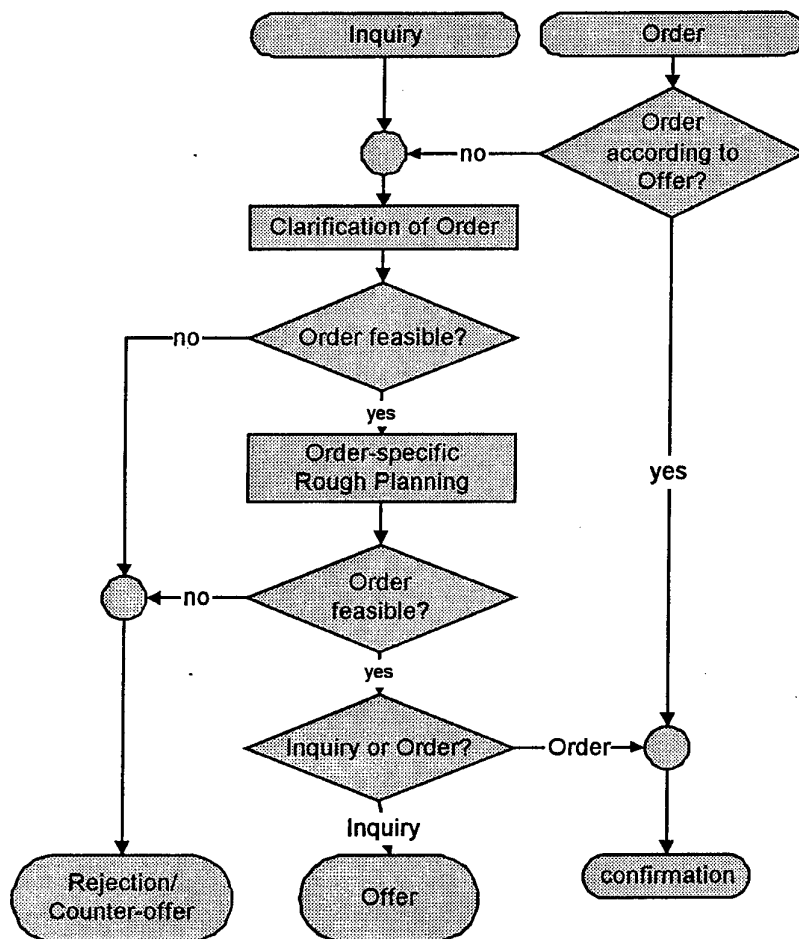 Inquiry
Order
Order
according to
Offer?
no
Clarification of Order
Order feasible?
no
yes
Order-specific
Rough Planning
yes
Order
feasible?
no
yes
Inquiry or Order?
Order
Inquiry
Rejection/
Counter-offer
Offer
confirmation